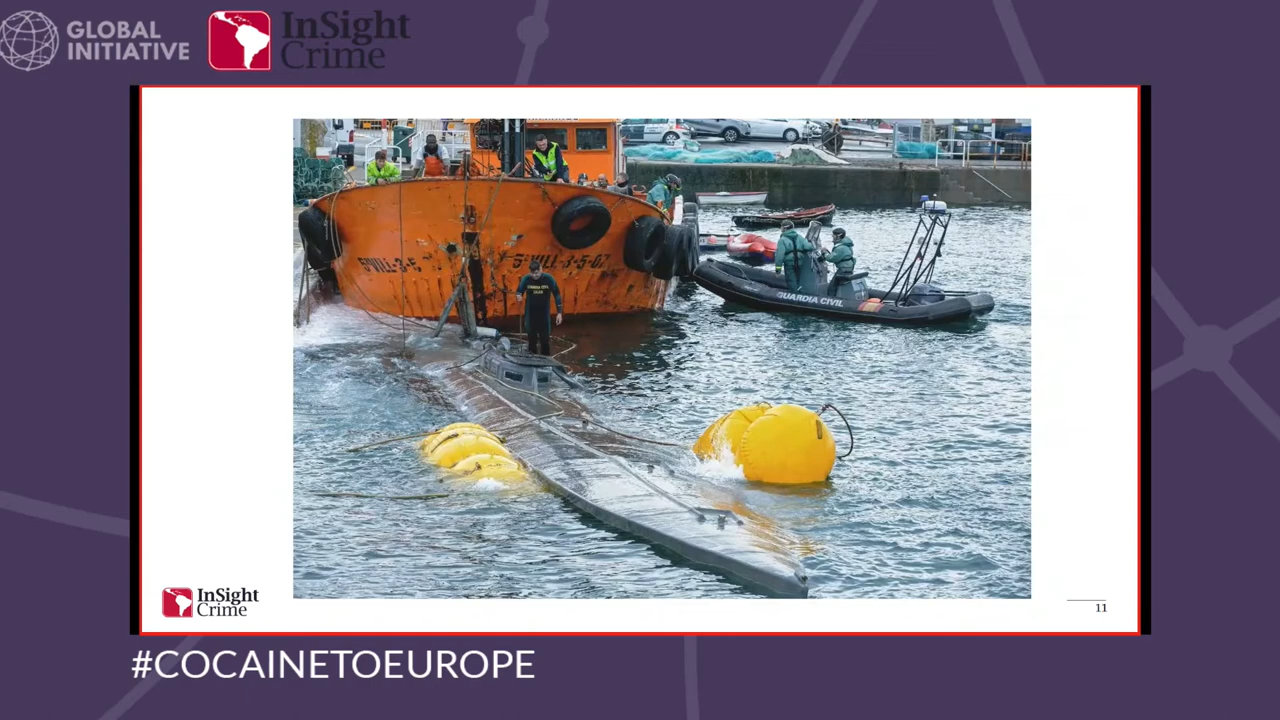 GLOBAL
INITIATIVE
InSight
Crime
GUARDIA CIVIL
InSight
Crime
11
#COCAINETOEUROPE